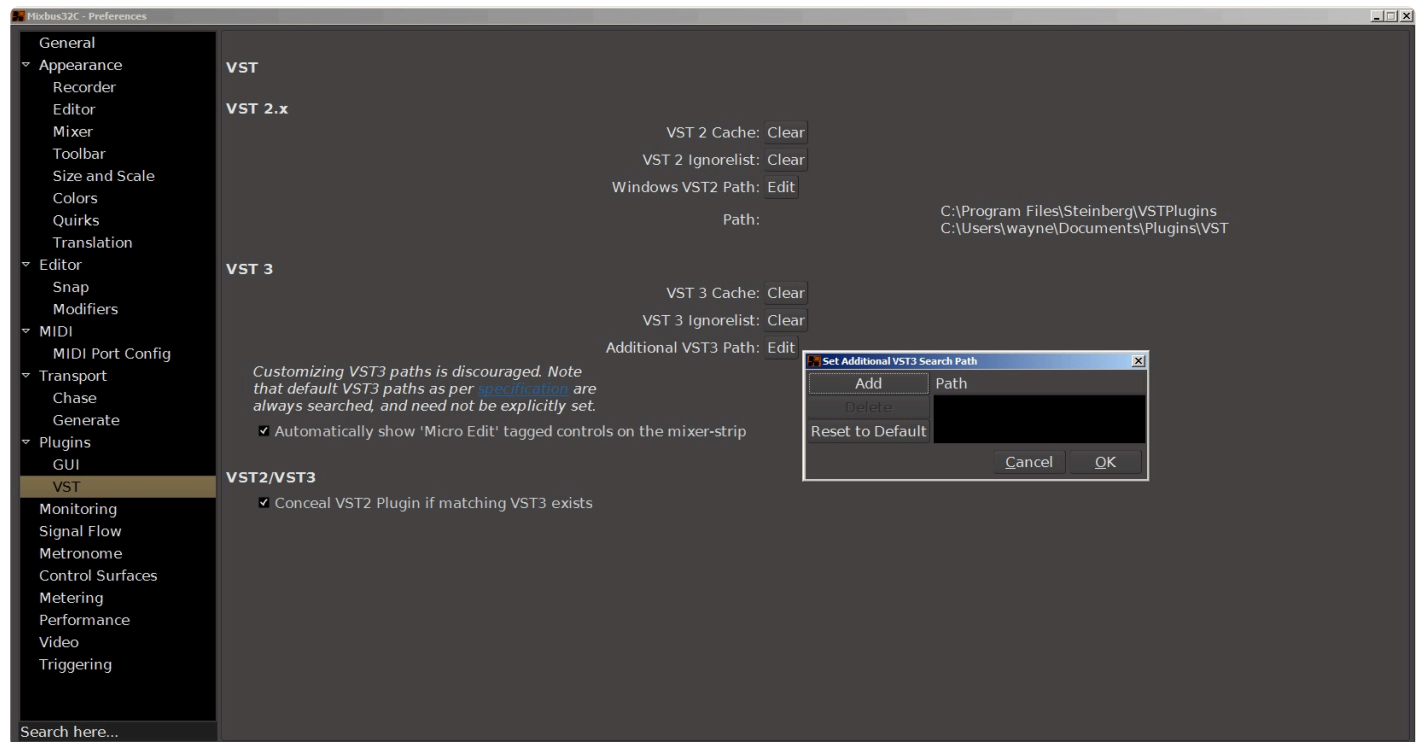 Mixbus32C - Preferences
General
Appearance
Recorder
Editor
Mixer
Toolbar
Size and Scale
Colors
Quirks
Translation
Editor
Snap
Modifiers
MIDI
MIDI Port Config
Transport
Chase
Generate
Plugins
GUI
VST
Monitoring
Signal Flow
Metronome
Control Surfaces
Metering
Performance
Video
Triggering
Search here...
VST
VST 2.x
VST 2 Cache: Clear
VST 2 Ignorelist: Clear
Windows VST2 Path: Edit
Path:
C:\Program Files\Steinberg\VSTPlugins
C:\Users\wayne\Documents\Plugins\VST
VST 3
VST 3 Cache: Clear
VST 3 Ignorelist: Clear
Additional VST3 Path: Edit
Customizing VST3 paths is discouraged. Note
that default VST3 paths as per specification are
always searched, and need not be explicitly set.
Automatically show 'Micro Edit' tagged controls on the mixer-strip
VST2/VST3
Conceal VST2 Plugin if matching VST3 exists
Set Additional VST3 Search Path
Add Path
Delete
Reset to Default
Cancel OK